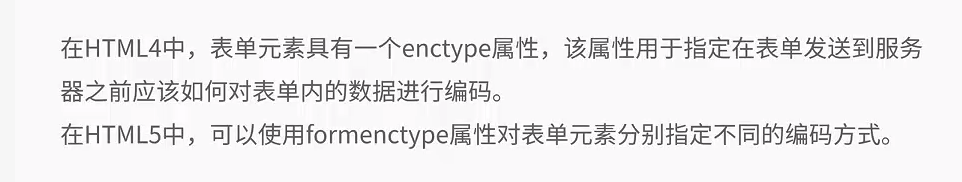 在HTML4中，表单元素具有一个enctype属性，该属性用于指定在表单发送到服务
器之前应该如何对表单内的数据进行编码。
在HTML5中，可以使用formenctype属性对表单元素分别指定不同的编码方式。